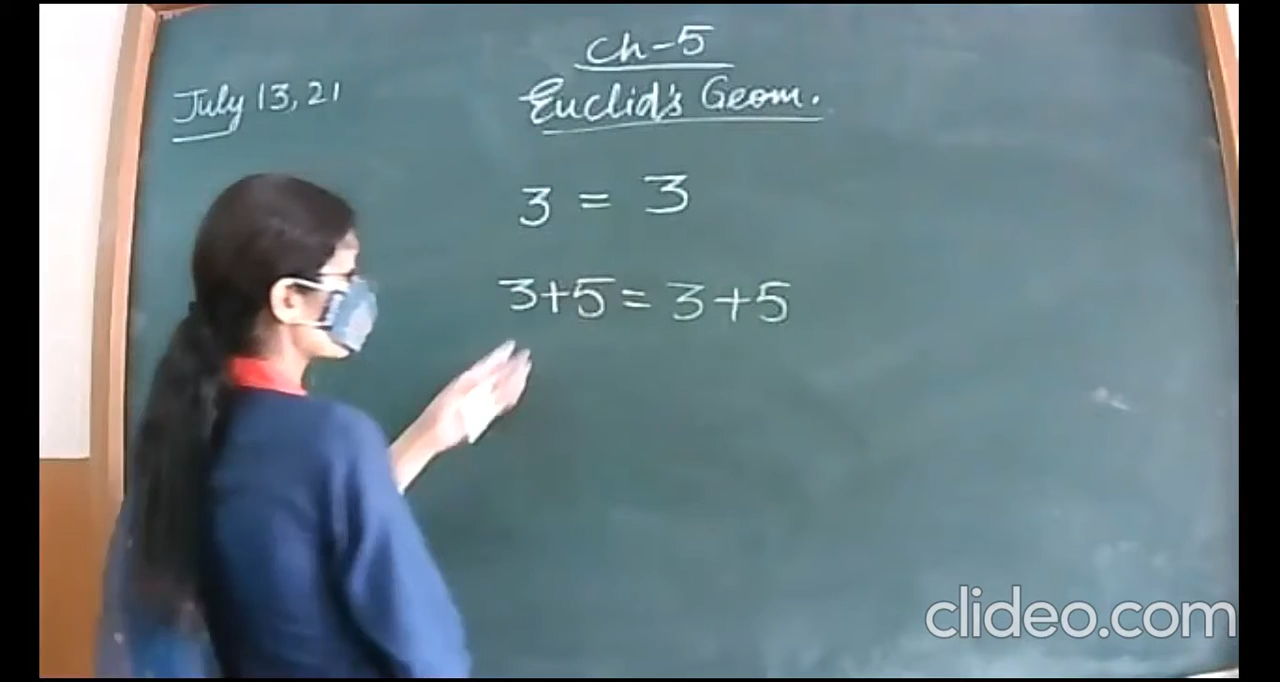 Ch-5
July 13, 21
Euclid's Geom.
3 = 3
3+5 = 3+5
clideo.com